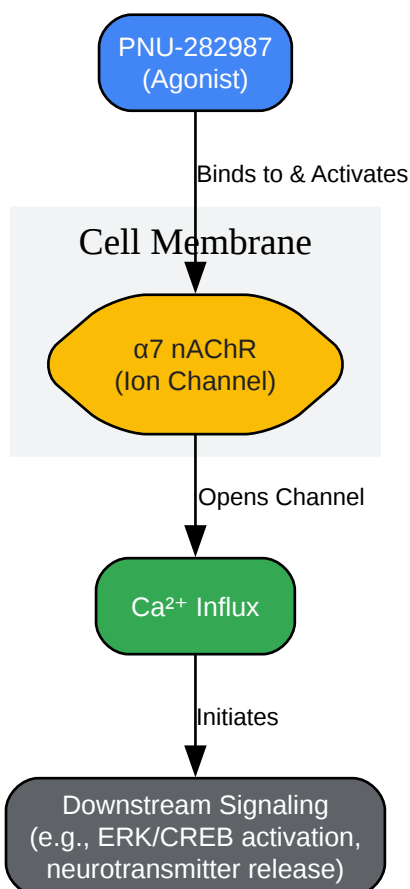 PNU-282987
(Agonist)
Binds to & Activates
Cell Membrane
α7 nAChR
(Ion Channel)
Opens Channel
Ca²⁺ Influx
Initiates
Downstream Signaling
(e.g., ERK/CREB activation,
neurotransmitter release)